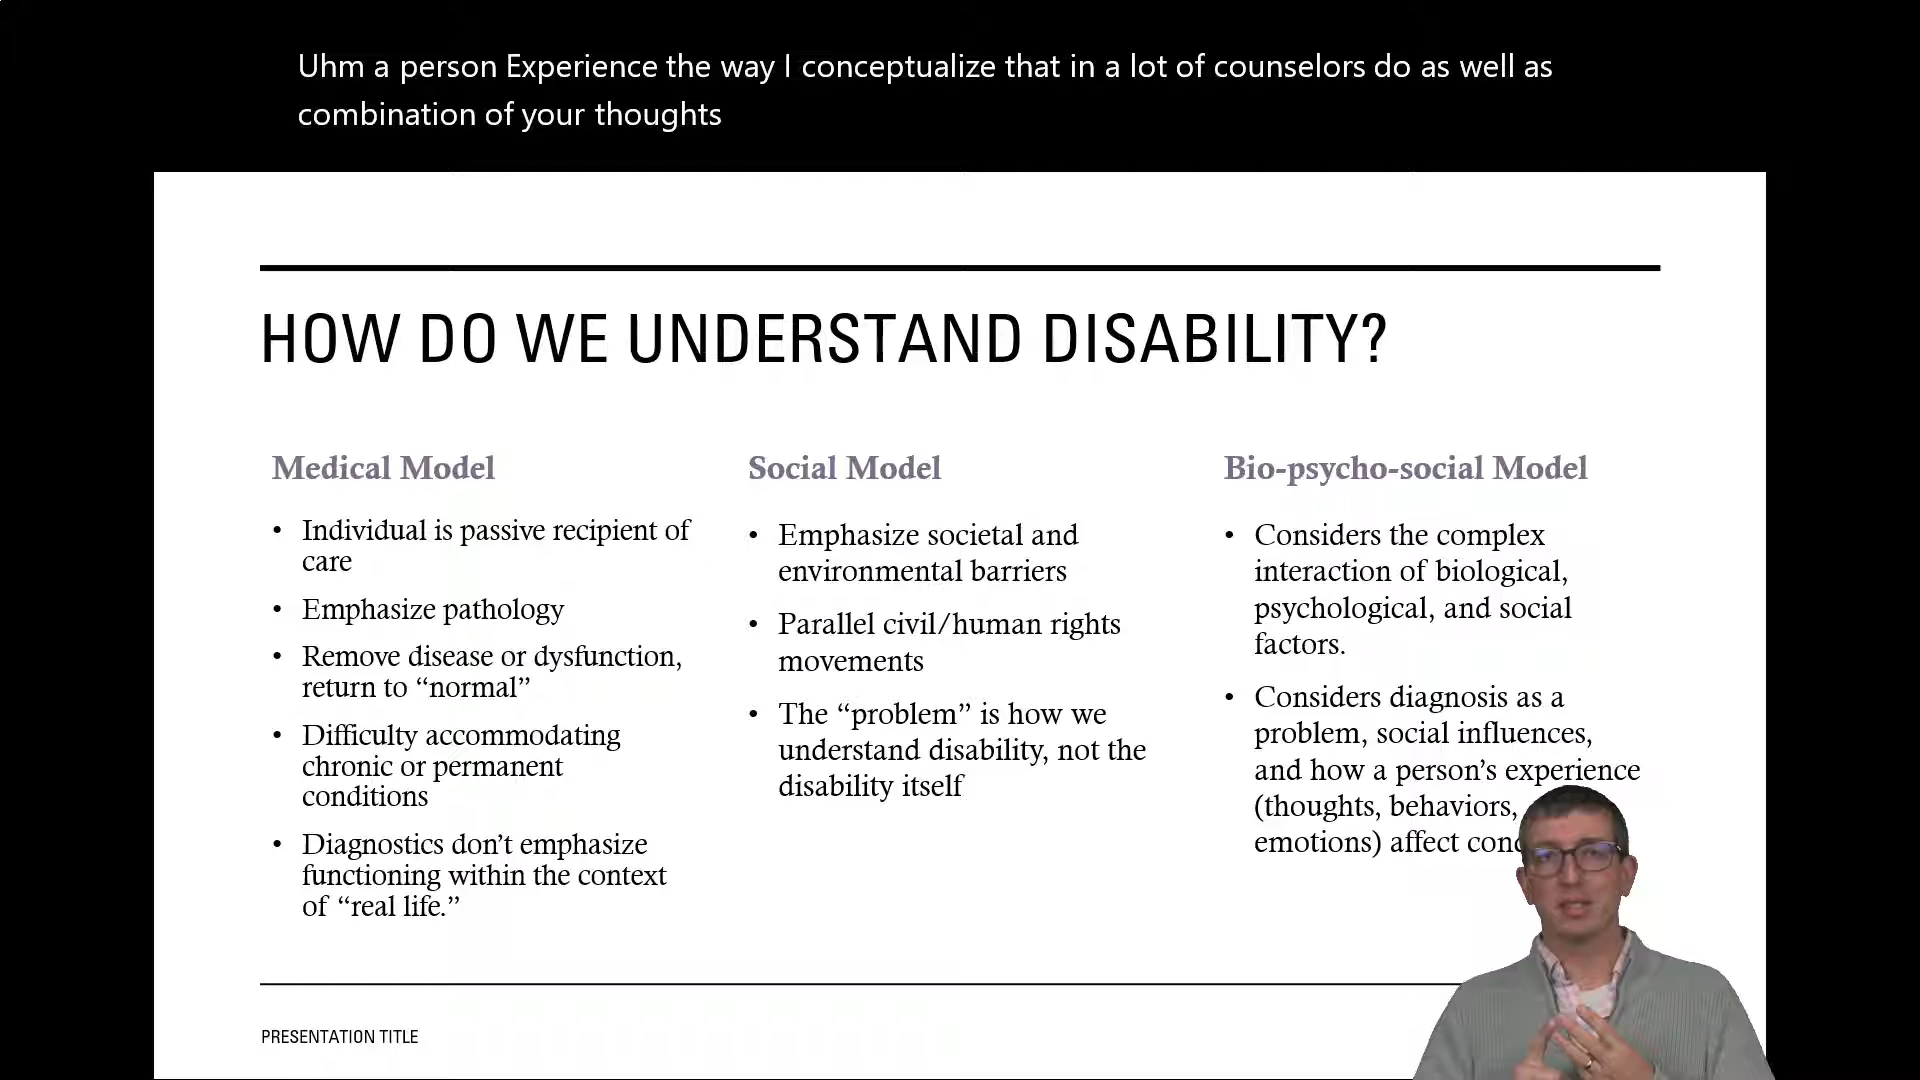 Uhm a person Experience the way I conceptualize that in a lot of counselors do as well as
combination of your thoughts
HOW DO WE UNDERSTAND DISABILITY?
Medical Model
• Individual is passive recipient of
care
• Emphasize pathology
• Remove disease or dysfunction,
return to “normal”
• Difficulty accommodating
chronic or permanent
conditions
• Diagnostics don’t emphasize
functioning within the context
of “real life.”
Social Model
• Emphasize societal and
environmental barriers
• Parallel civil/human rights
movements
• The “problem” is how we
understand disability, not the
disability itself
Bio-psycho-social Model
• Considers the complex
interaction of biological,
psychological, and social
factors.
• Considers diagnosis as a
problem, social influences,
and how a person’s experience
(thoughts, behaviors,
emotions) affect
PRESENTATION TITLE